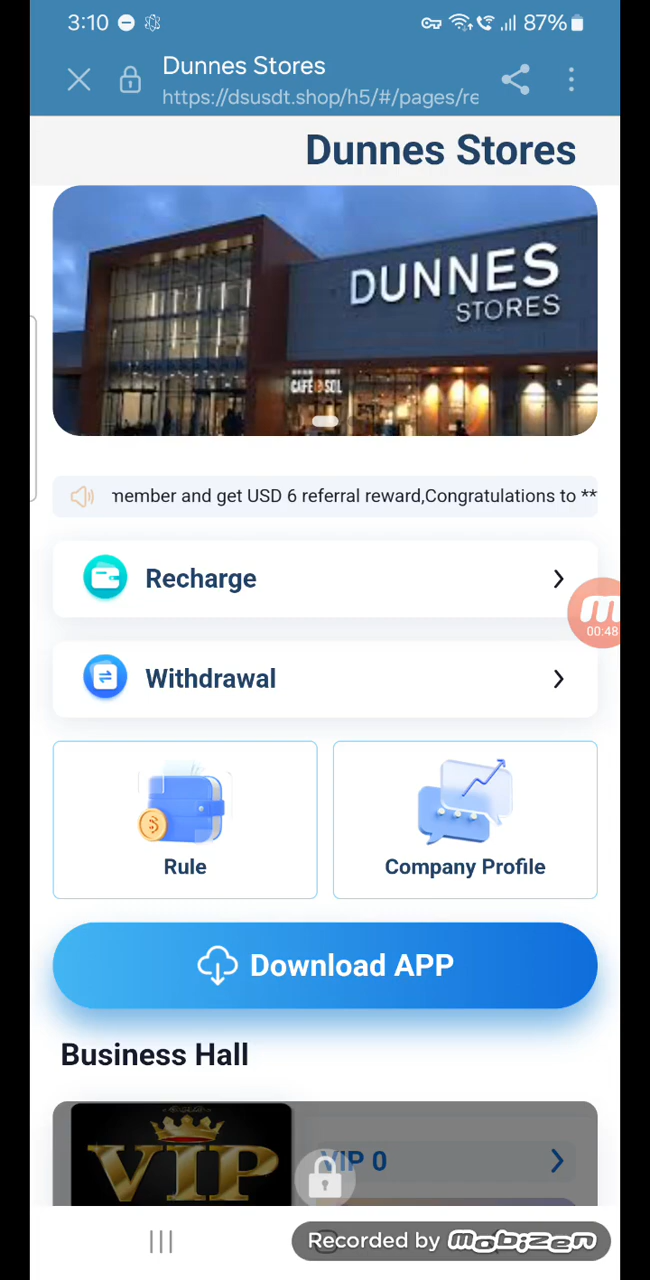 3:10
87%
Dunnes Stores
https://dsusdt.shop/h5/#/pages/re
Dunnes Stores
DUNNES
STORES
CAFÉ SOL
member and get USD 6 referral reward,Congratulations to **
Recharge
00:48
Withdrawal
Rule
Company Profile
Download APP
Business Hall
VIP
VIP 0
Recorded by mobizen